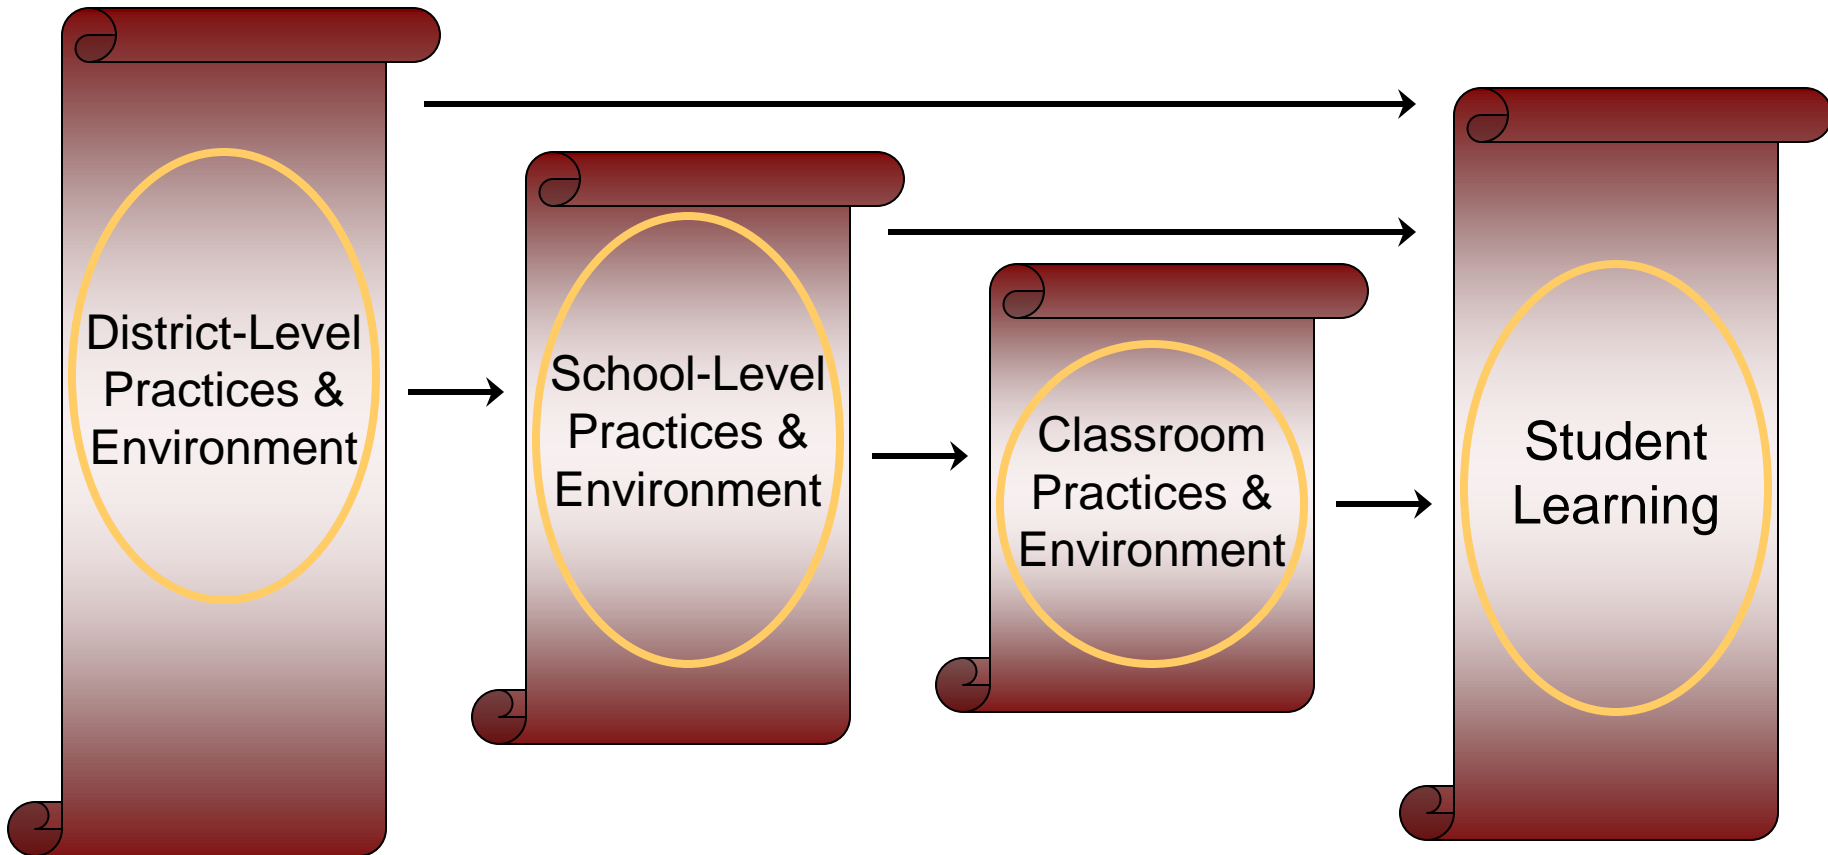 District-Level
Practices &
Environment
School-Level
Practices &
Environment
Classroom
Practices &
Environment
Student
Learning